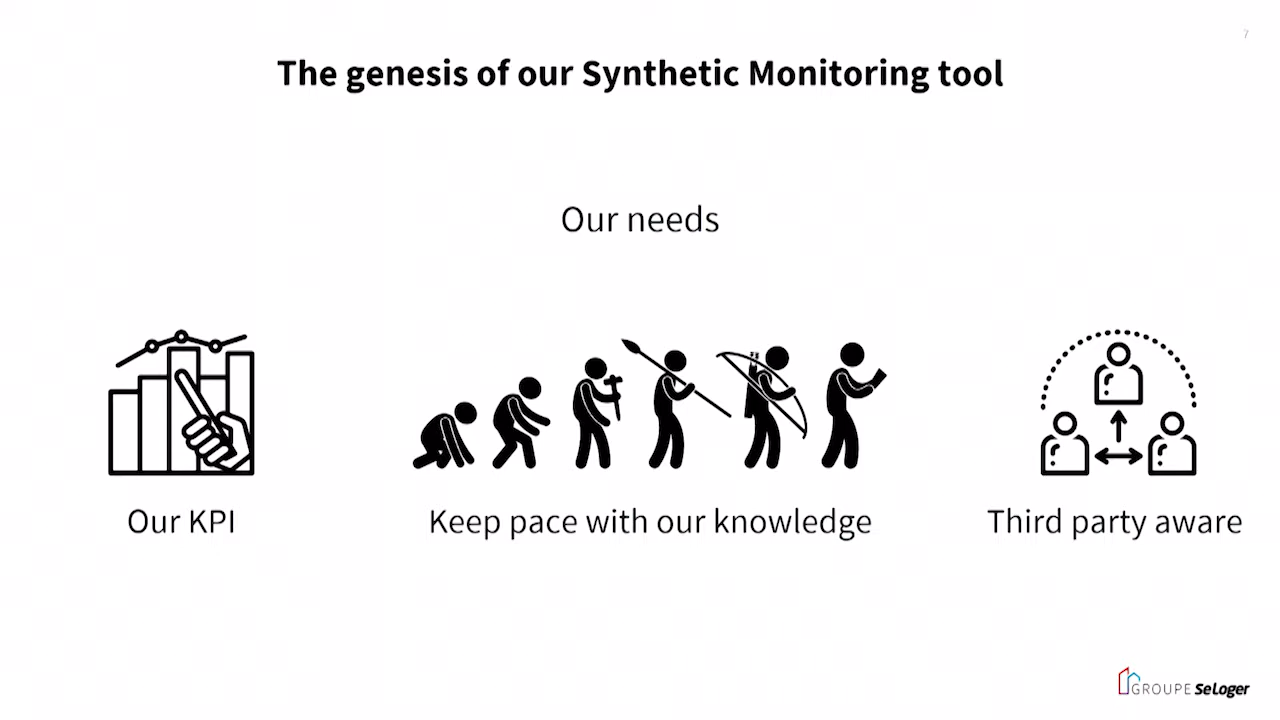 7
The genesis of our Synthetic Monitoring tool
Our needs
Our KPI
Keep pace with our knowledge
Third party aware
GROUPE SeLoger